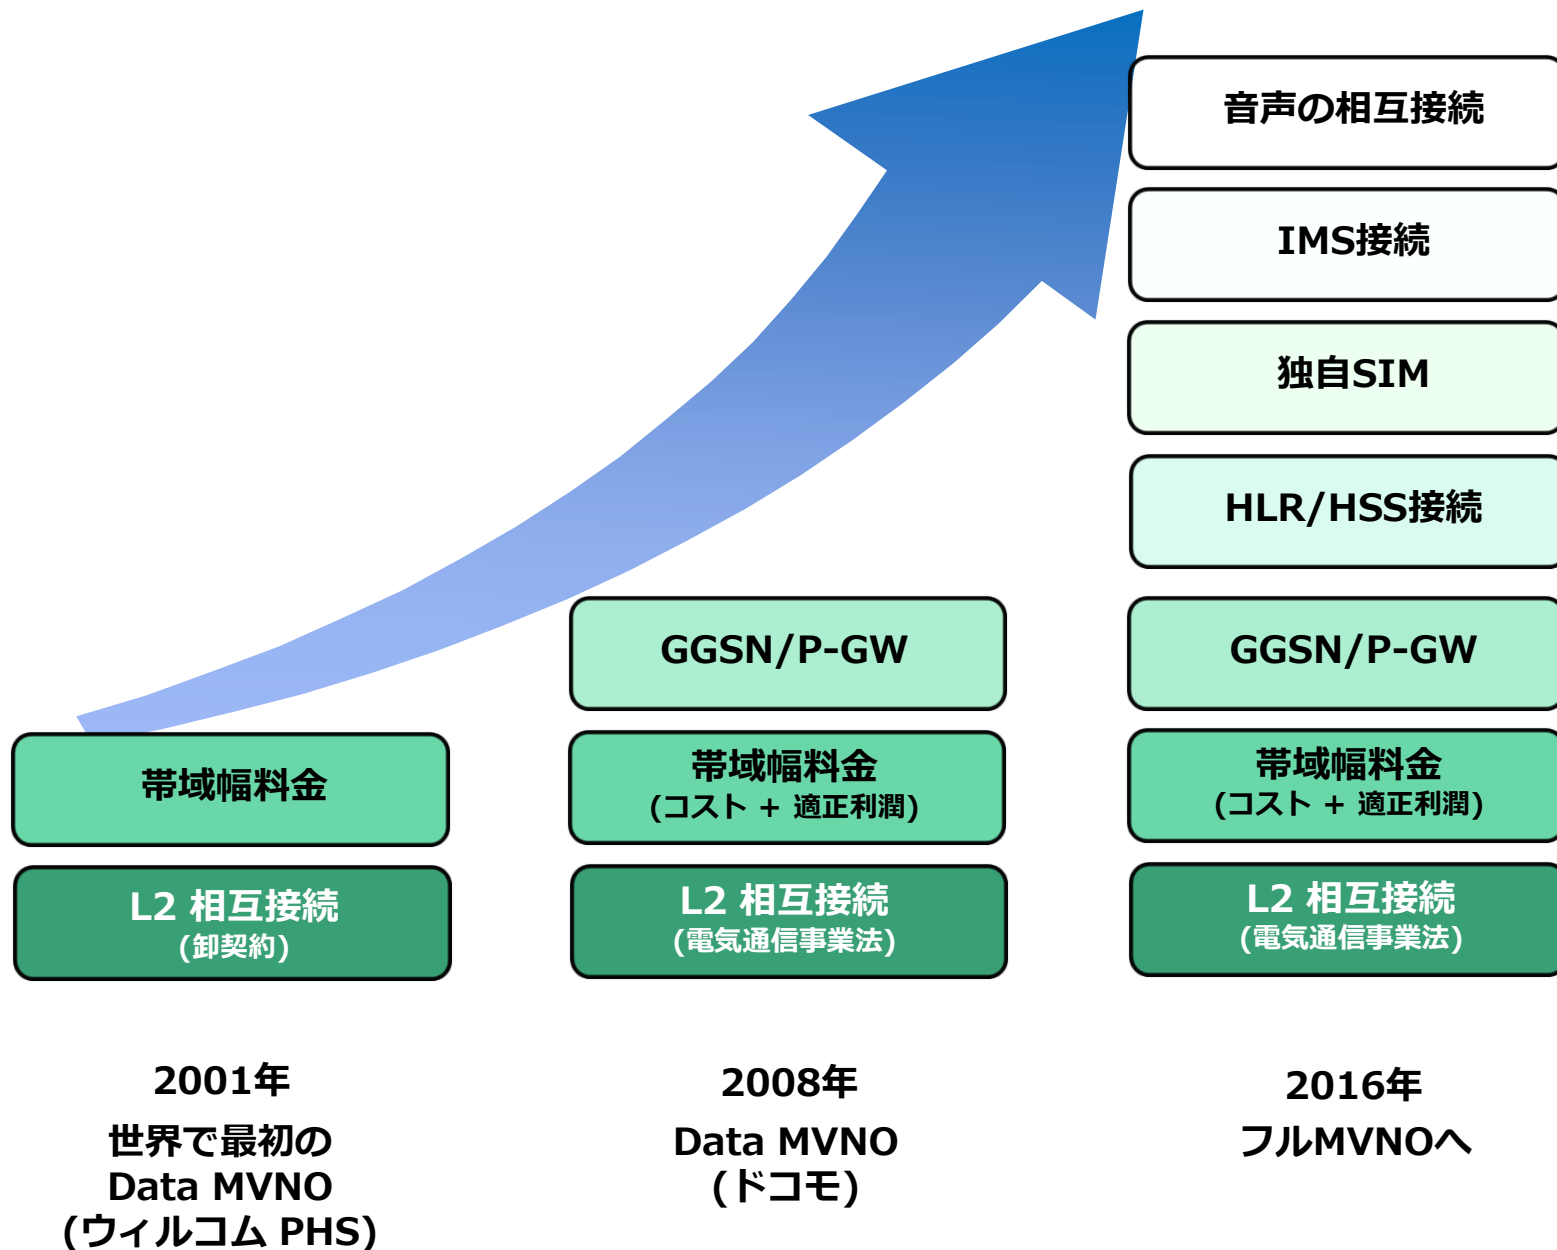 音声の相互接続
IMS接続
独自SIM
HLR/HSS接続
GGSN/P-GW
GGSN/P-GW
帯域幅料金
帯域幅料金
(コスト + 適正利潤)
帯域幅料金
(コスト + 適正利潤)
L2 相互接続
(卸契約)
L2 相互接続
(電気通信事業法)
L2 相互接続
(電気通信事業法)
2001年
世界で最初の
Data MVNO
(ウィルコム PHS)
2008年
Data MVNO
(ドコモ)
2016年
フルMVNOへ